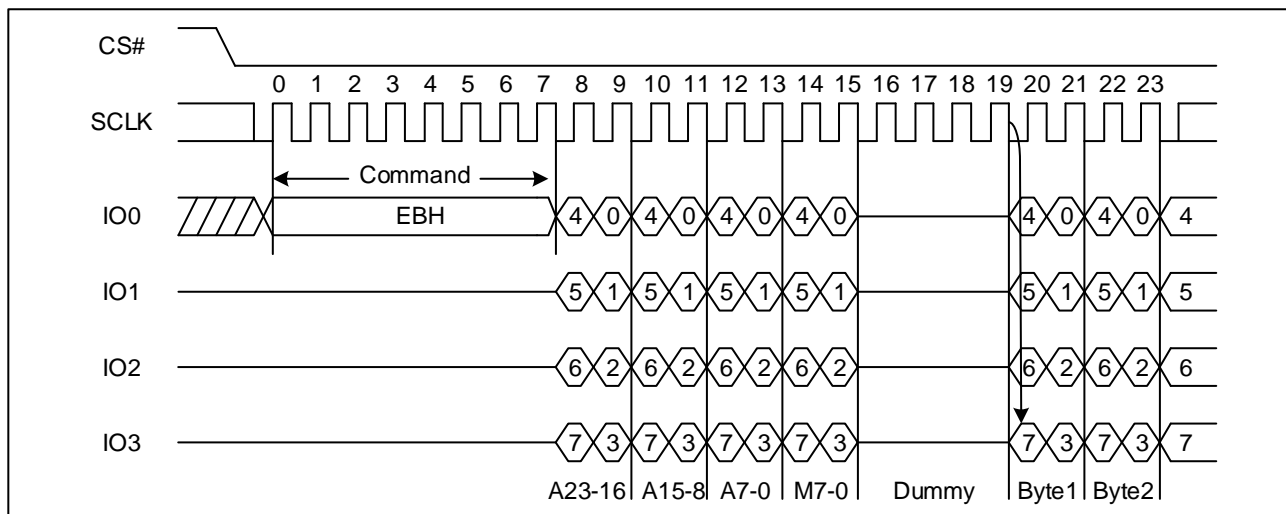 CS#
0 1 2 3 4 5 6 7 8 9 10 11 12 13 14 15 16 17 18 19 20 21 22 23
SCLK
Command
IO0 EBH 4 0 4 0 4 0 4 0 4 0 4 0 4
IO1 5 1 5 1 5 1 5 1 5 1 5 1 5
IO2 6 2 6 2 6 2 6 2 6 2 6 2 6
IO3 7 3 7 3 7 3 7 3 7 3 7 3 7
A23-16 A15-8 A7-0 M7-0 Dummy Byte1 Byte2